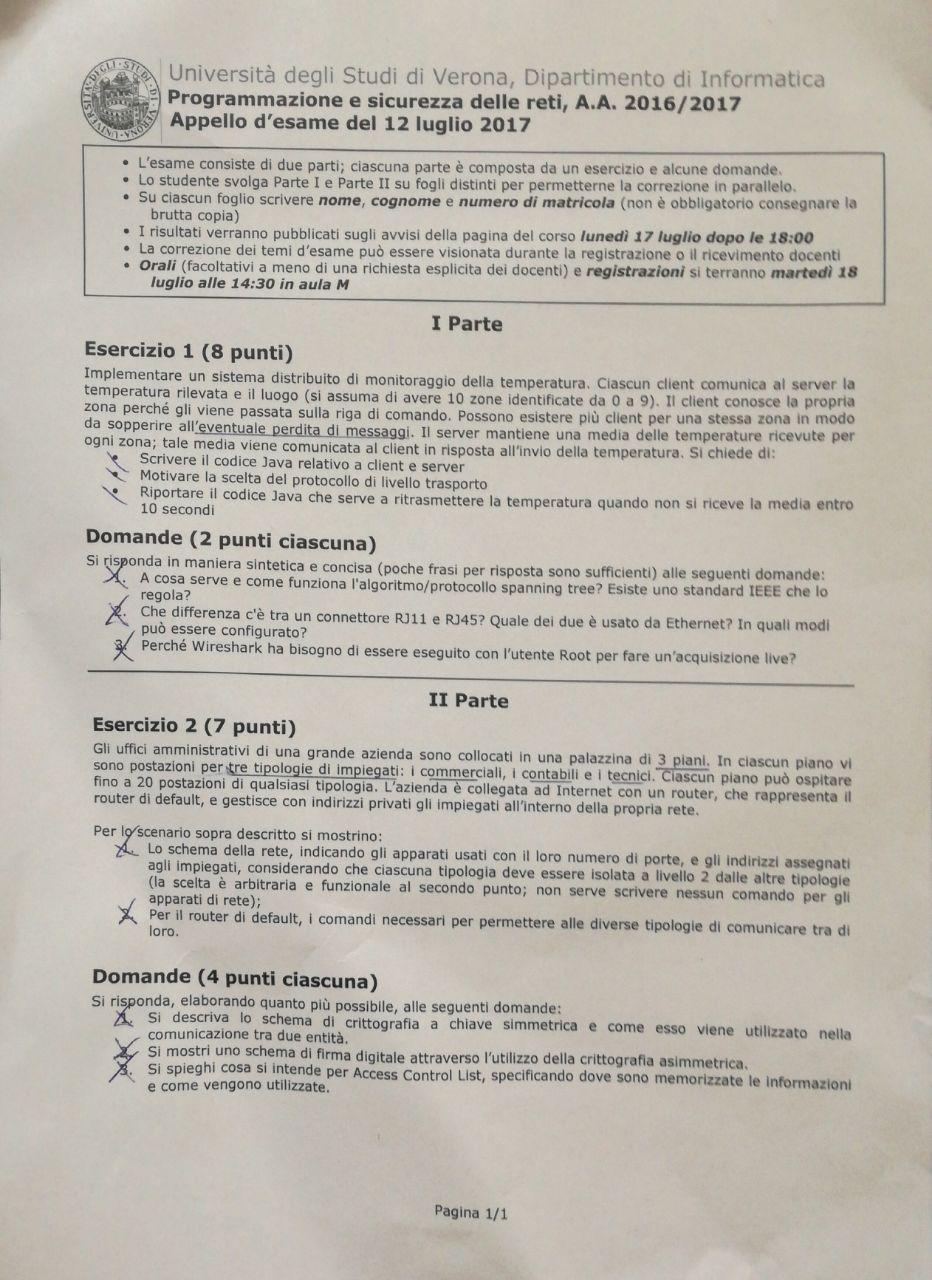 UNIVERSITÀ DEGLI STUDI DI VERONA
Università degli Studi di Verona, Dipartimento di Informatica
Programmazione e sicurezza delle reti, A.A. 2016/2017
Appello d'esame del 12 luglio 2017
• L'esame consiste di due parti; ciascuna parte è composta da un esercizio e alcune domande.
• Lo studente svolga Parte I e Parte II su fogli distinti per permetterne la correzione in parallelo.
• Su ciascun foglio scrivere nome, cognome e numero di matricola (non è obbligatorio consegnare la
brutta copia)
• I risultati verranno pubblicati sugli avvisi della pagina del corso lunedì 17 luglio dopo le 18:00
• La correzione dei temi d'esame può essere visionata durante la registrazione o il ricevimento docenti
• Orali (facoltativi a meno di una richiesta esplicita dei docenti) e registrazioni si terranno martedì 18
luglio alle 14:30 in aula M
I Parte
Esercizio 1 (8 punti)
Implementare un sistema distribuito di monitoraggio della temperatura. Ciascun client comunica al server la
temperatura rilevata e il luogo (si assuma di avere 10 zone identificate da 0 a 9). Il client conosce la propria
zona perché gli viene passata sulla riga di comando. Possono esistere più client per una stessa zona in modo
da sopperire all'eventuale perdita di messaggi. Il server mantiene una media delle temperature ricevute per
ogni zona; tale media viene comunicata al client in risposta all'invio della temperatura. Si chiede di:
• Scrivere il codice Java relativo a client e server
• Motivare la scelta del protocollo di livello trasporto
• Riportare il codice Java che serve a ritrasmettere la temperatura quando non si riceve la media entro
10 secondi
Domande (2 punti ciascuna)
Si risponda in maniera sintetica e concisa (poche frasi per risposta sono sufficienti) alle seguenti domande:
1. A cosa serve e come funziona l'algoritmo/protocollo spanning tree? Esiste uno standard IEEE che lo
regola?
2. Che differenza c'è tra un connettore RJ11 e RJ45? Quale dei due è usato da Ethernet? In quali modi
può essere configurato?
3. Perché Wireshark ha bisogno di essere eseguito con l'utente Root per fare un'acquisizione live?
II Parte
Esercizio 2 (7 punti)
Gli uffici amministrativi di una grande azienda sono collocati in una palazzina di 3 piani. In ciascun piano vi
sono postazioni per tre tipologie di impiegati: i commerciali, i contabili e i tecnici. Ciascun piano può ospitare
fino a 20 postazioni di qualsiasi tipologia. L'azienda è collegata ad Internet con un router, che rappresenta il
router di default, e gestisce con indirizzi privati gli impiegati all'interno della propria rete.
Per lo scenario sopra descritto si mostrino:
1. Lo schema della rete, indicando gli apparati usati con il loro numero di porte, e gli indirizzi assegnati
agli impiegati, considerando che ciascuna tipologia deve essere isolata a livello 2 dalle altre tipologie
(la scelta è arbitraria e funzionale al secondo punto; non serve scrivere nessun comando per gli
apparati di rete);
2. Per il router di default, i comandi necessari per permettere alle diverse tipologie di comunicare tra di
loro.
Domande (4 punti ciascuna)
Si risponda, elaborando quanto più possibile, alle seguenti domande:
1. Si descriva lo schema di crittografia a chiave simmetrica e come esso viene utilizzato nella
comunicazione tra due entità.
2. Si mostri uno schema di firma digitale attraverso l'utilizzo della crittografia asimmetrica.
3. Si spieghi cosa si intende per Access Control List, specificando dove sono memorizzate le informazioni
e come vengono utilizzate.
Pagina 1/1